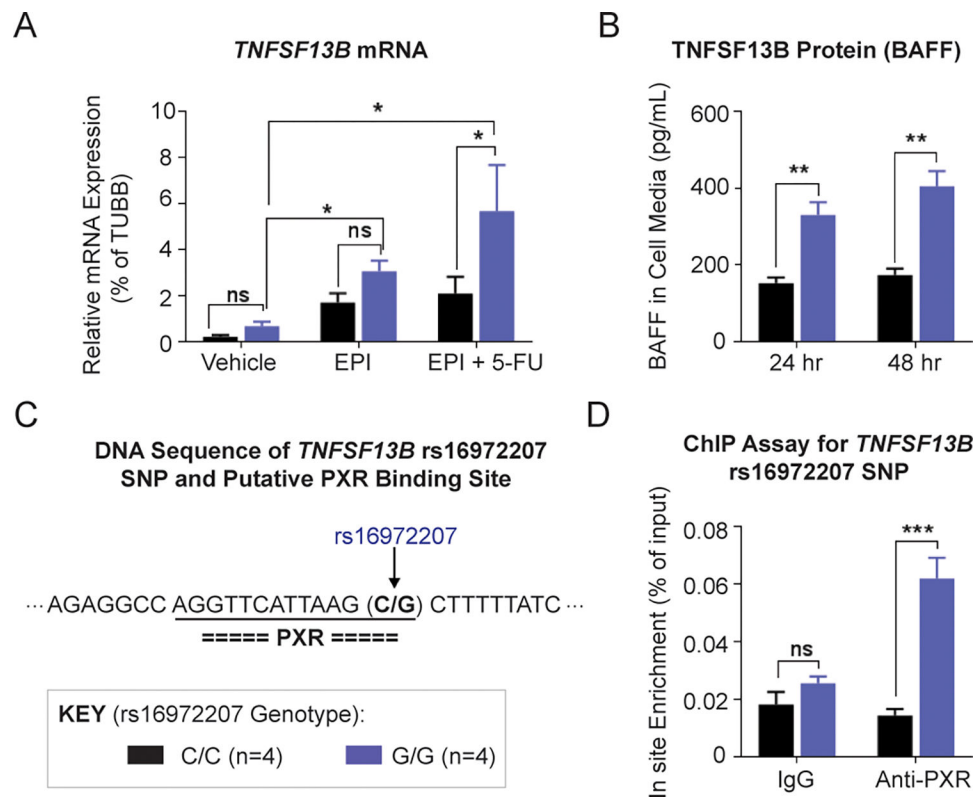 A
TNFSF13B mRNA
Relative mRNA Expression
(% of TUBB)
10
8
6
4
2
0
*
*
*
ns
ns
Vehicle
EPI
EPI + 5-FU
B
TNFSF13B Protein (BAFF)
BAFF in Cell Media (pg/mL)
600
400
200
0
**
**
24 hr
48 hr
C
DNA Sequence of TNFSF13B rs16972207
SNP and Putative PXR Binding Site
rs16972207
···AGAGGCC AGGTTCATTAAG (C/G) CTTTTTATC ···
===== PXR =====
KEY (rs16972207 Genotype):
C/C (n=4)
G/G (n=4)
D
ChIP Assay for TNFSF13B
rs16972207 SNP
In site Enrichment (% of input)
0.08
0.06
0.04
0.02
0
ns
***
IgG
Anti-PXR